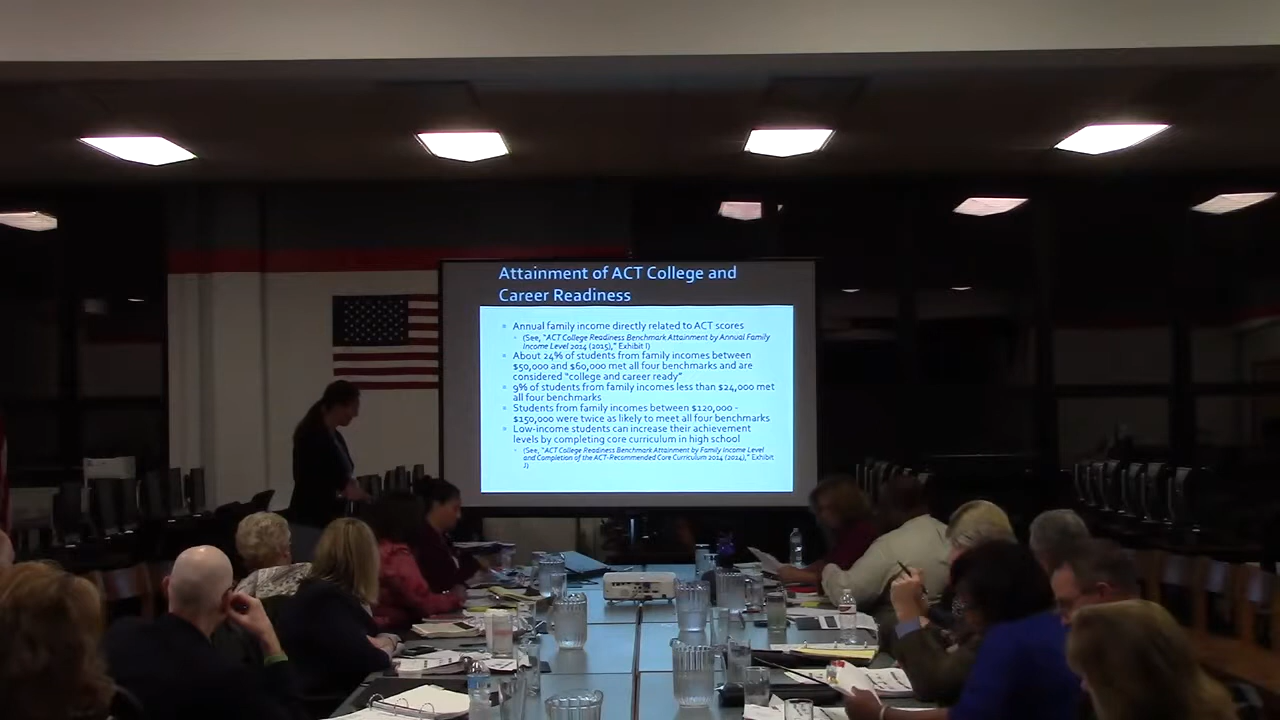 Attainment of ACT College and
Career Readiness
Annual family income directly related to ACT scores
(See, "ACT College Readiness Benchmark Attainment by Annual Family
Income Level 2014 (2015)," Exhibit I)
About 24% of students from family incomes between
$50,000 and $60,000 met all four benchmarks and are
considered "college and career ready"
9% of students from family incomes less than $24,000 met
all four benchmarks
Students from family incomes between $120,000 -
$150,000 were twice as likely to meet all four benchmarks
Low-income students can increase their achievement
levels by completing core curriculum in high school
(See, "ACT College Readiness Benchmark Attainment by Family Income Level
and Completion of the ACT-Recommended Core Curriculum 2014 (2014)," Exhibit
J)